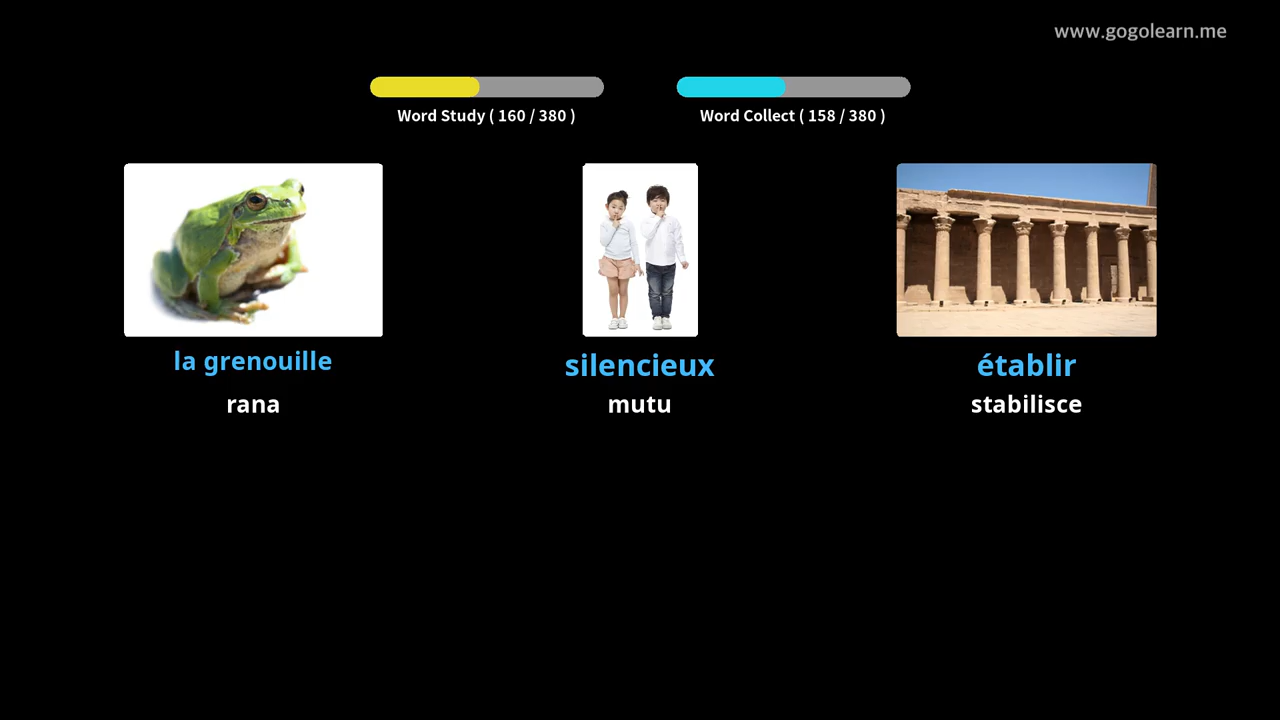 www.gogolearn.me
Word Study ( 160 / 380 )
Word Collect ( 158 / 380 )
la grenouille
silencieux
établir
rana
mutu
stabilisce